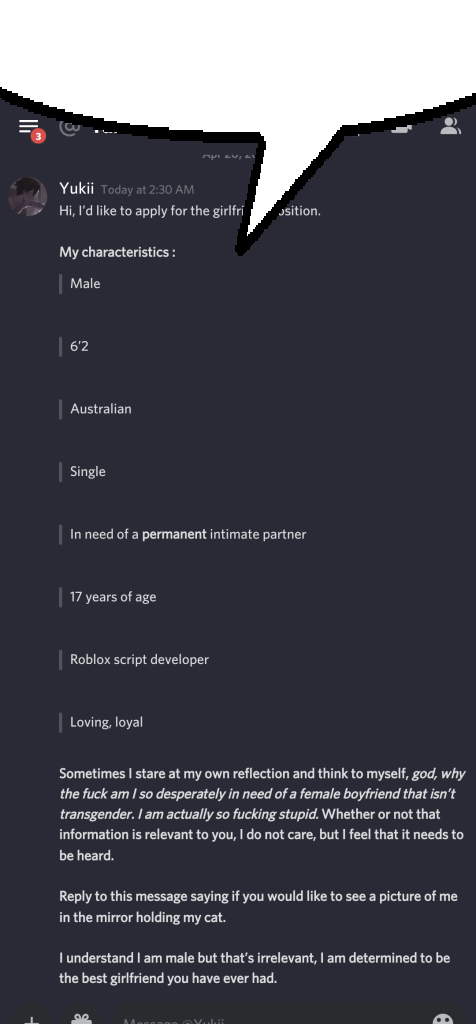 3
@
Yukii Today at 2:30 AM
Hi, I'd like to apply for the
My characteristics :
Male
6'2
Australian
Single
In need of a permanent intimate partner
17 years of age
Roblox script developer
Loving, loyal
Sometimes I stare at my own reflection and think to myself, god, why
the fuck am I so desperately in need of a female boyfriend that isn't
transgender. I am actually so fucking stupid. Whether or not that
information is relevant to you, I do not care, but I feel that it needs to
be heard.
Reply to this message saying if you would like to see a picture of me
in the mirror holding my cat.
I understand I am male but that's irrelevant, I am determined to be
the best girlfriend you have ever had.
Message @Yukii